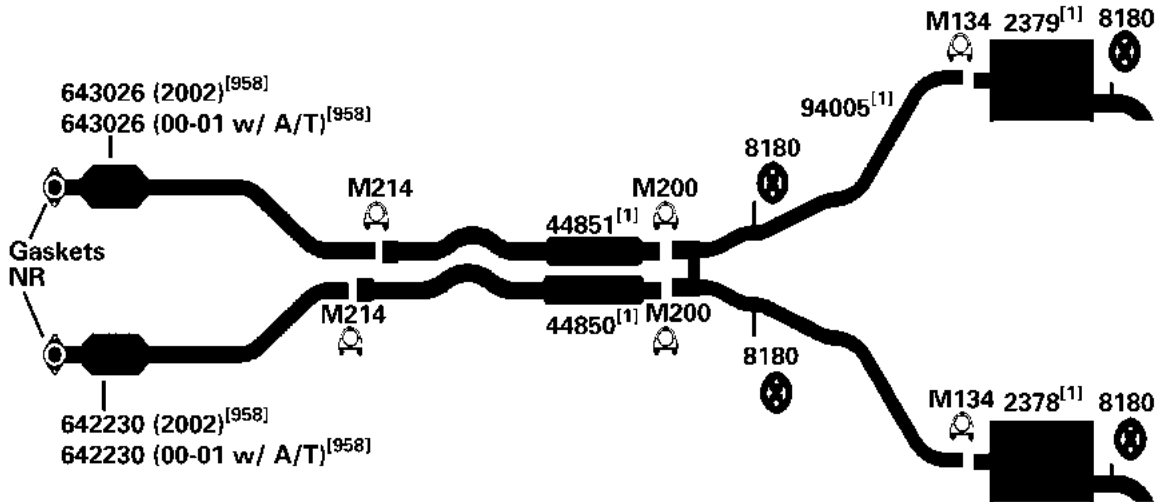 M134 2379[1] 8180
643026 (2002)[958]
643026 (00-01 w/ A/T)[958]
94005[1]
8180
M214
M200
44851[1]
Gaskets
NR
M214
44850[1]
M200
8180
M134 2378[1] 8180
642230 (2002)[958]
642230 (00-01 w/ A/T)[958]